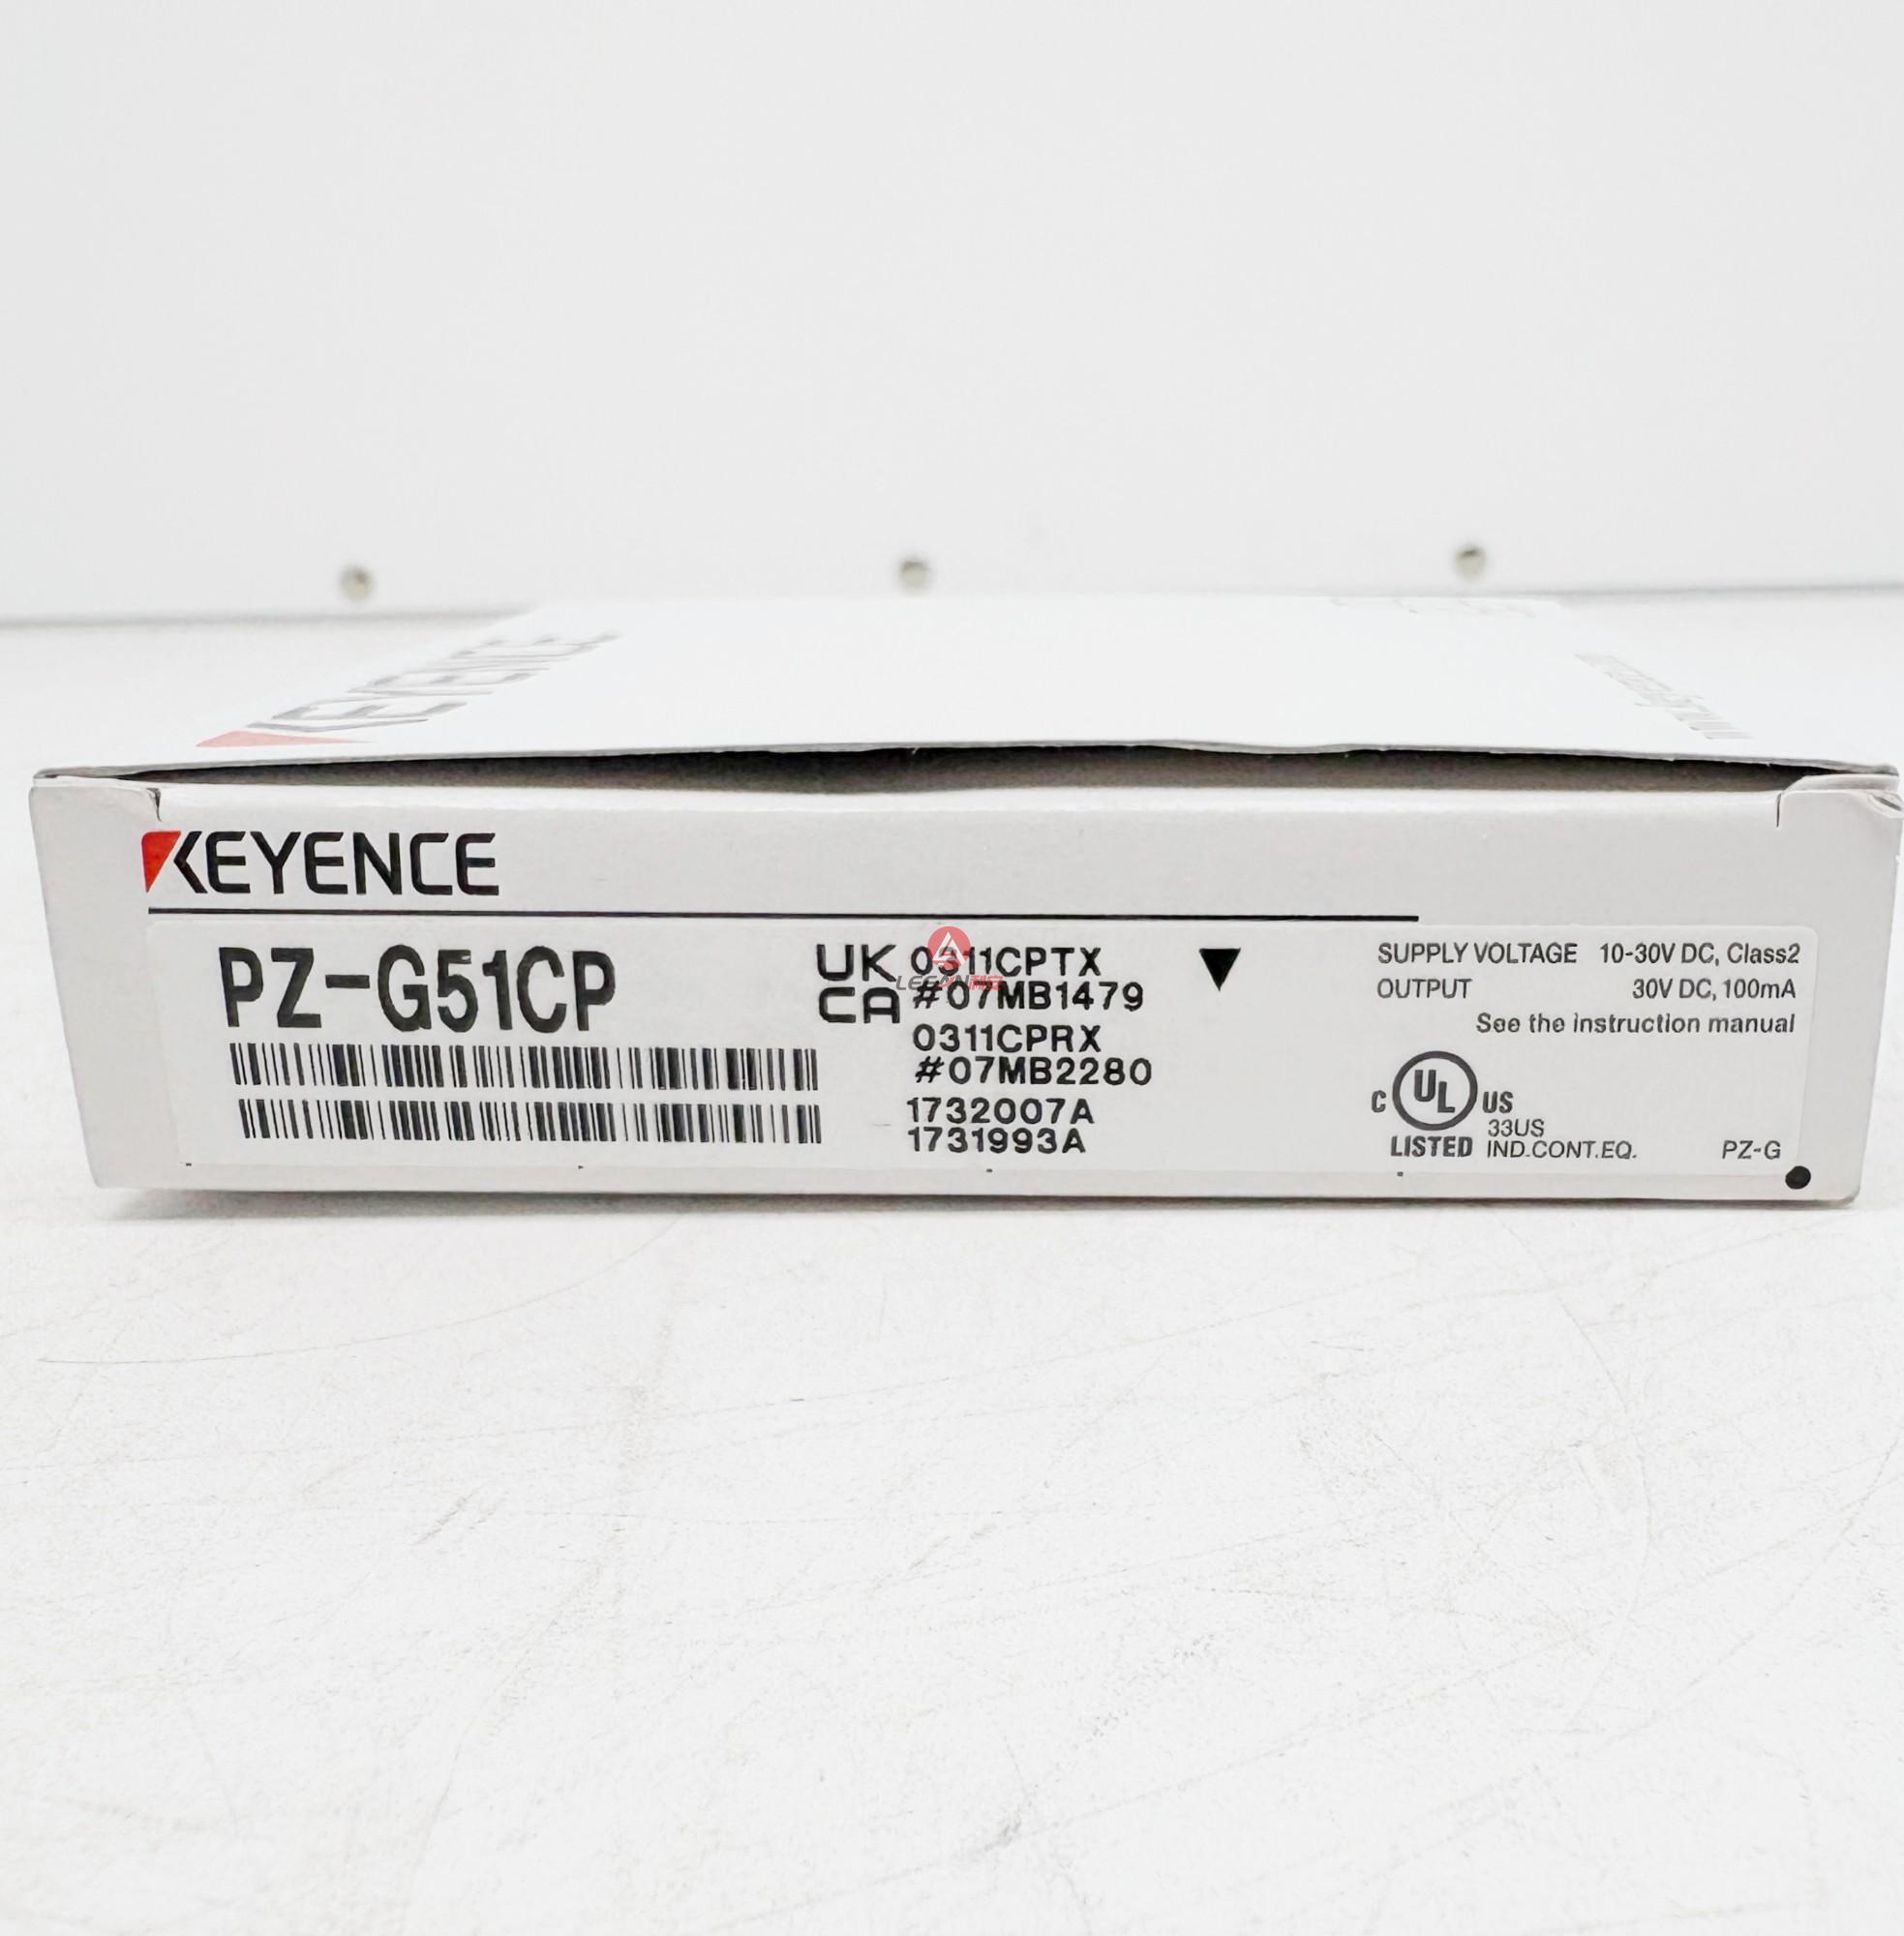 KEYENCE
KEYENCE
PZ-G51CP
UK
CA
0311CPTX
#07MB1479
0311CPRX
#07MB2280
1732007A
1731993A
SUPPLY VOLTAGE 10-30V DC, Class2
OUTPUT 30V DC, 100mA
See the instruction manual
C UL US
LISTED
33US
IND.CONT.EQ.
PZ-G